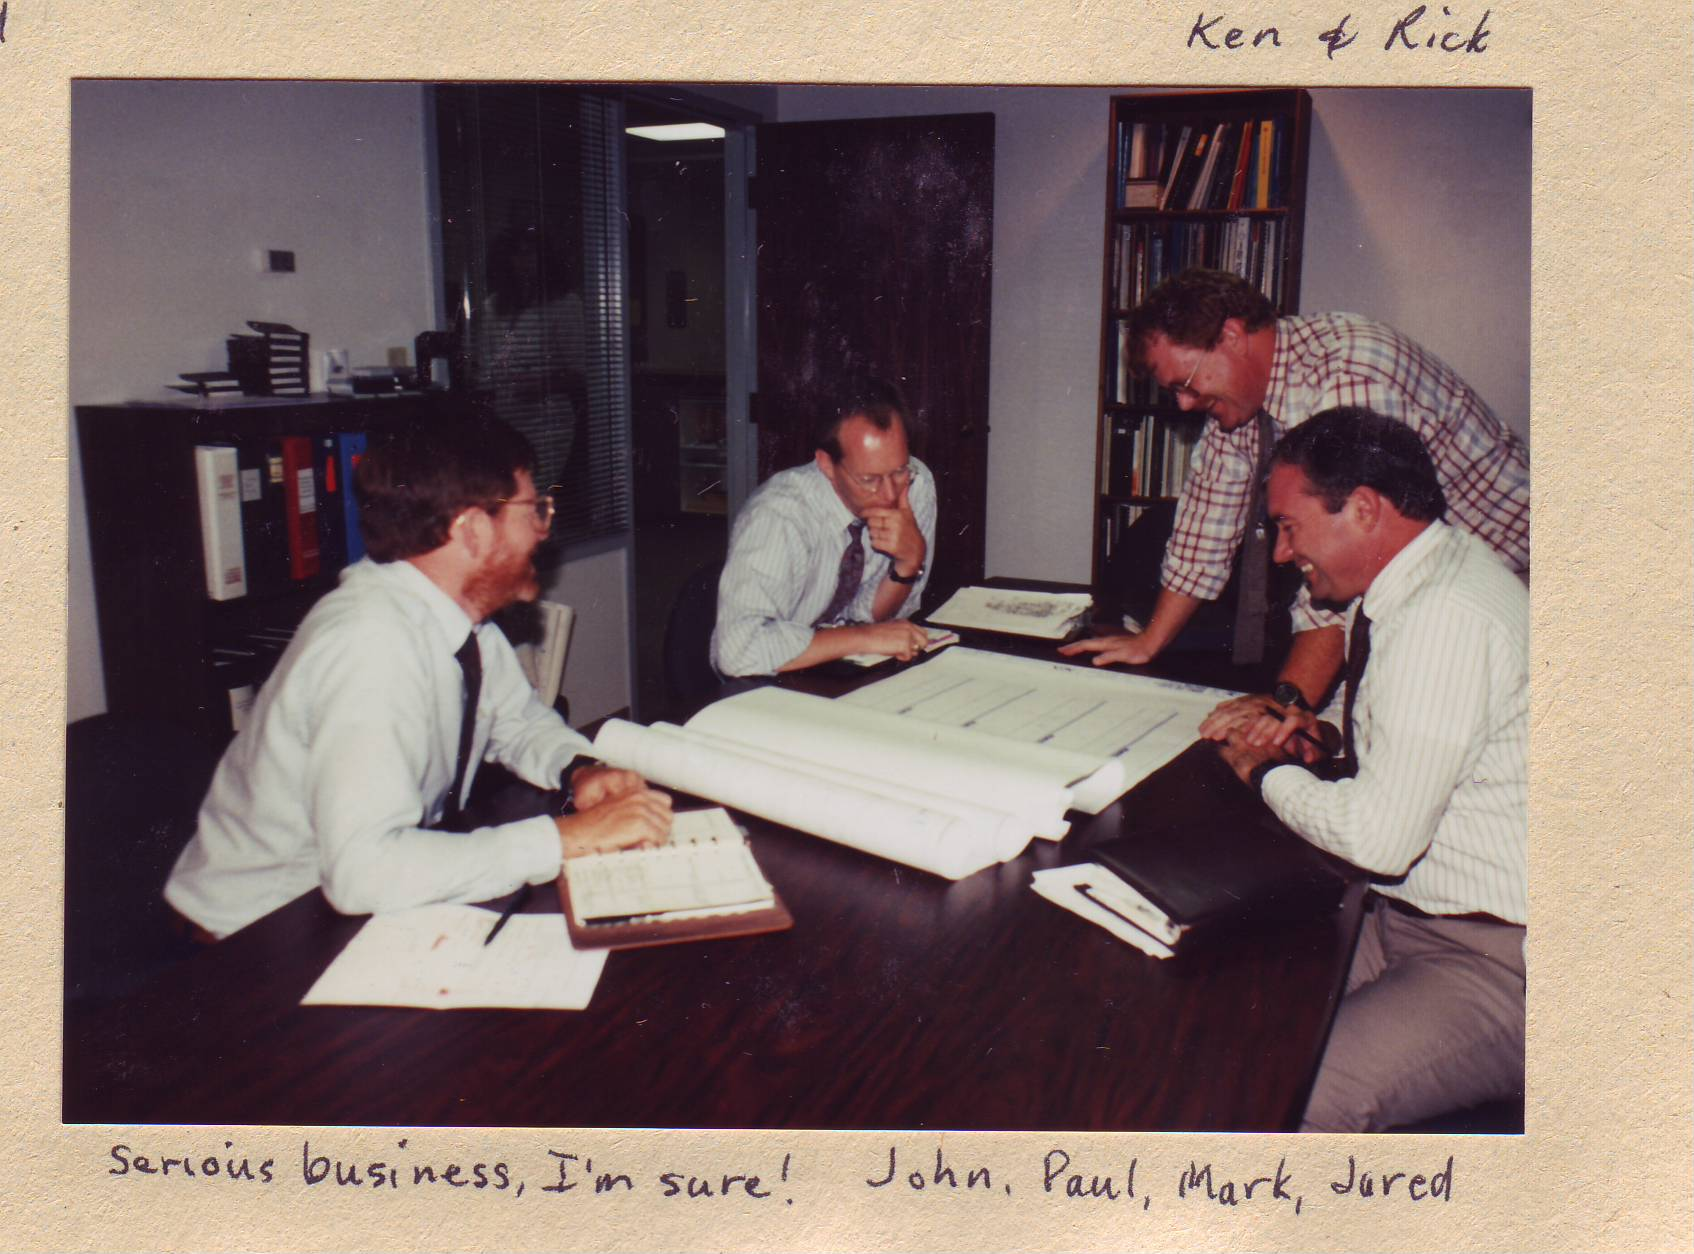 Ken & Rick
Serious business, I'm sure! John, Paul, Mark, Jared